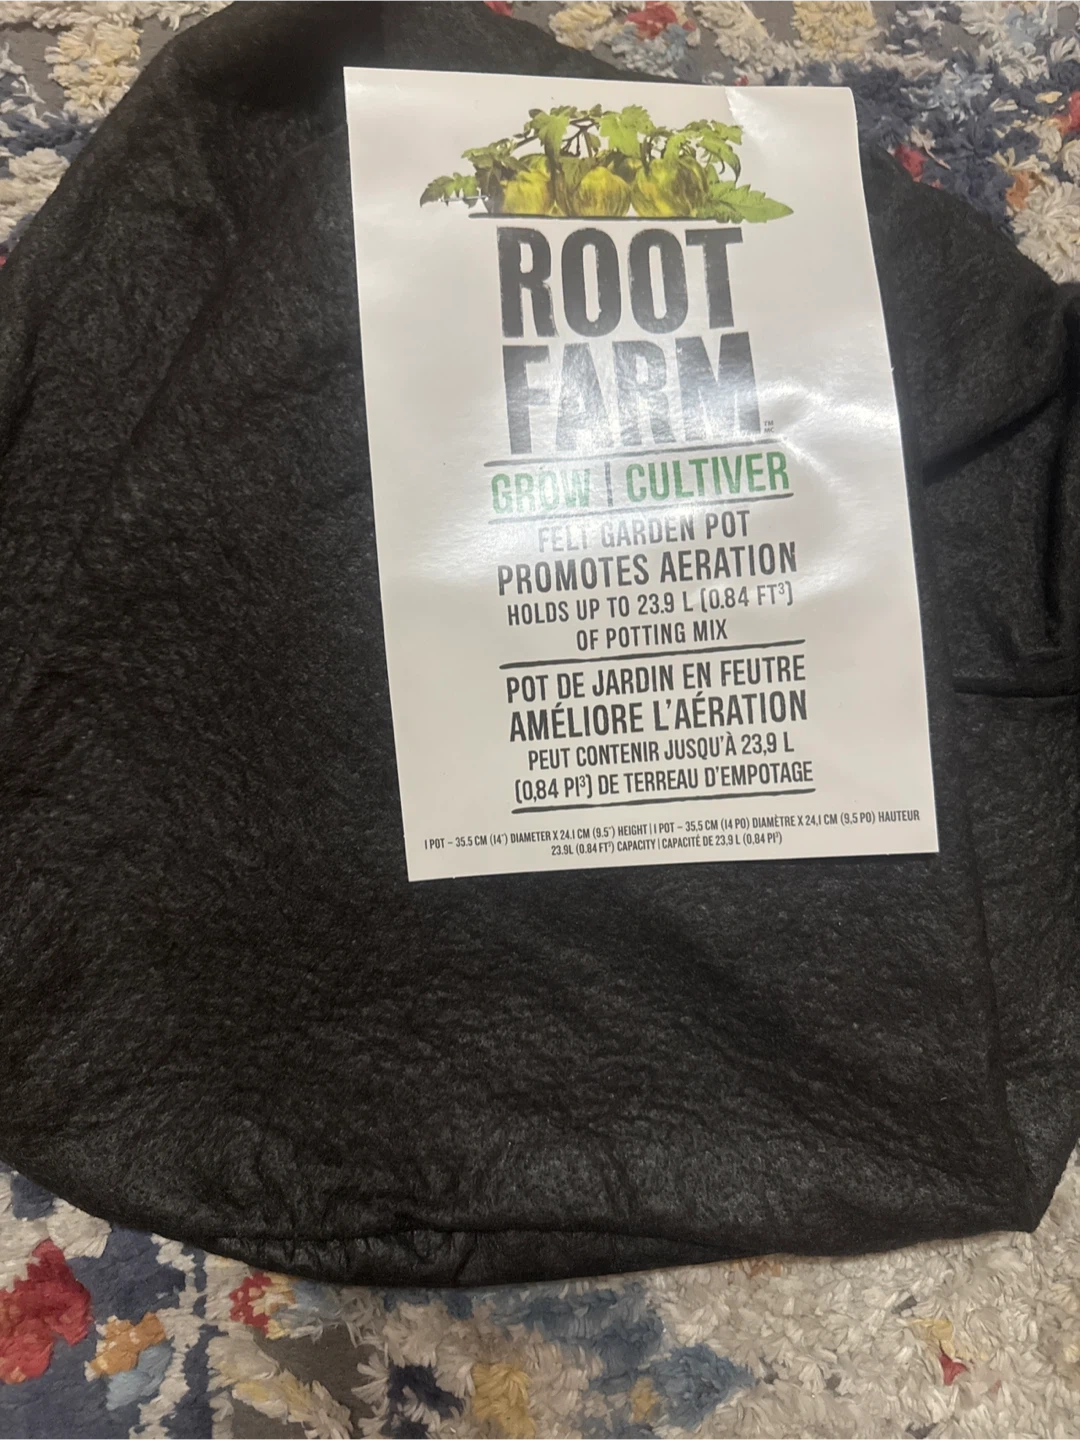 ROOT
FARM
TM
MC
GROW | CULTIVER
FELT GARDEN POT
PROMOTES AERATION
HOLDS UP TO 23.9 L (0.84 FT³)
OF POTTING MIX
POT DE JARDIN EN FEUTRE
AMÉLIORE L'AÉRATION
PEUT CONTENIR JUSQU'À 23,9 L
(0,84 PI³) DE TERREAU D'EMPOTAGE
1 POT – 35.5 CM (14") DIAMETER X 24.1 CM (9.5") HEIGHT | 1 POT – 35,5 CM (14 PO) DIAMÈTRE X 24,1 CM (9,5 PO) HAUTEUR
23.9L (0.84 FT³) CAPACITY | CAPACITÉ DE 23,9 L (0,84 PI³)